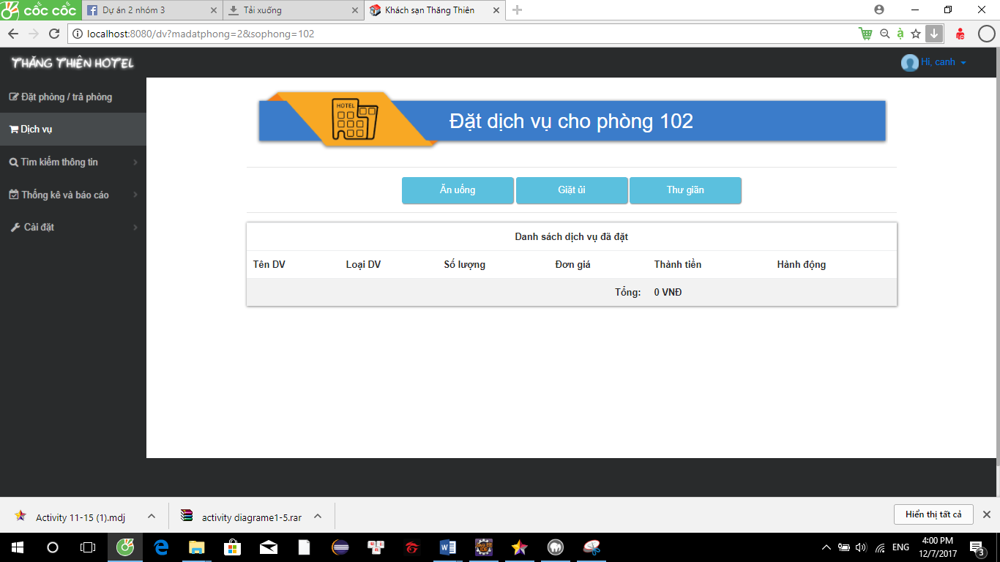 cốc cốc
Dự án 2 nhóm 3
Tải xuống
Khách sạn Thăng Thiên
localhost:8080/dv?madatphong=2&sophong=102
THĂNG THIÊN HOTEL
Hi, canh
Đặt phòng / trả phòng
Dịch vụ
Tìm kiếm thông tin
Thống kê và báo cáo
Cài đặt
HOTEL
Đặt dịch vụ cho phòng 102
Ăn uống
Giặt ủi
Thư giãn
Danh sách dịch vụ đã đặt
Tên DV Loại DV Số lượng Đơn giá Thành tiền Hành động
Tổng: 0 VNĐ
Activity 11-15 (1).mdj
activity diagrame1-5.rar
Hiển thị tất cả
ENG
4:00 PM
12/7/2017
3